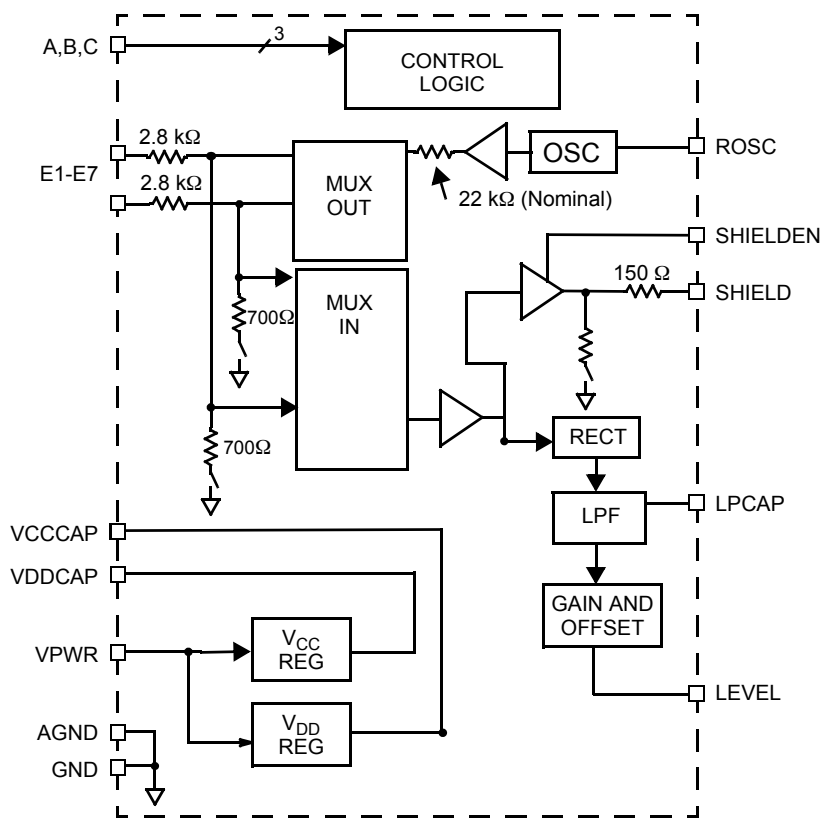 A,B,C
3
CONTROL
LOGIC
2.8 kΩ
E1-E7
2.8 kΩ
MUX
OUT
OSC
ROSC
22 kΩ (Nominal)
SHIELDEN
150 Ω
SHIELD
MUX
IN
700Ω
700Ω
RECT
LPF
LPCAP
VCCCAP
VDDCAP
GAIN AND
OFFSET
VPWR
VCC
REG
LEVEL
VDD
REG
AGND
GND